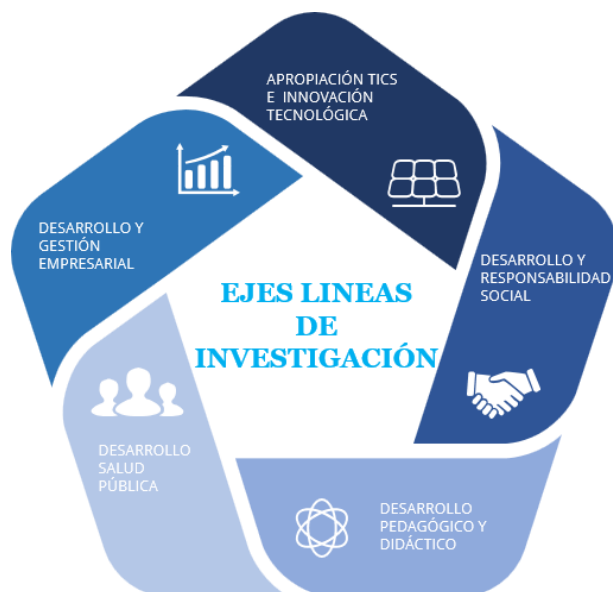 APROPIACIÓN TICS
E INNOVACIÓN
TECNOLÓGICA
DESARROLLO Y
GESTIÓN
EMPRESARIAL
DESARROLLO Y
RESPONSABILIDAD
SOCIAL
EJES LINEAS
DE
INVESTIGACIÓN
DESARROLLO
SALUD
PÚBLICA
DESARROLLO
PEDAGÓGICO Y
DIDÁCTICO